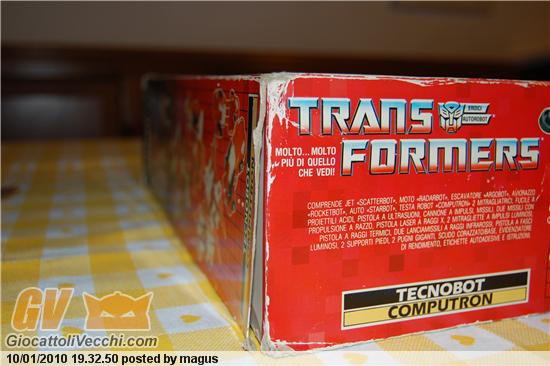 TRANS
EROICI
AUTOROBOT
FORMERS
MOLTO... MOLTO
PIÙ DI QUELLO
CHE VEDI!
COMPRENDE JET «SCATTERBOT», MOTO «RADARBOT», ESCAVATORE «ARGOBOT», AVIORAZZO
«ROCKETBOT», AUTO «STARBOT», TESTA ROBOT «COMPUTRON» 2 MITRAGLIATRICI, FUCILE A
PROIETTILI ACIDI, PISTOLA A ULTRASUONI, CANNONE A IMPULSI, MISSILI, DUE MISSILI CON
PROPULSIONE A RAZZO, PISTOLA LASER A RAGGI X, 2 MITRAGLIETTE A IMPULSI LUMINOSI,
PISTOLA A RAGGI TERMICI, DUE LANCIAMISSILI A RAGGI INFRAROSSI, PISTOLA A FASCI
LUMINOSI, 2 SUPPORTI PIEDI, 2 PUGNI GIGANTI, SCUDO CORAZZATO/BASE, EVIDENZIATORE
DI RENDIMENTO, ETICHETTE AUTOADESIVE E ISTRUZIONI.
TECNOBOT
COMPUTRON
GV
GiocattoliVecchi.com
10/01/2010 19.32.50 posted by magus